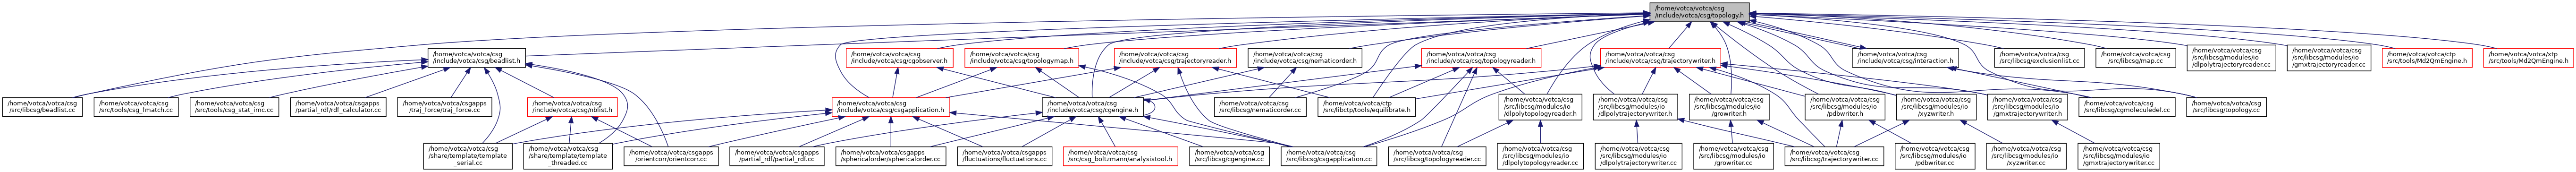 /home/votca/votca/csg
/include/votca/csg/topology.h
/home/votca/votca/csg
/include/votca/csg/beadlist.h
/home/votca/votca/csg
/include/votca/csg/cgobserver.h
/home/votca/votca/csg
/include/votca/csg/topologymap.h
/home/votca/votca/csg
/include/votca/csg/trajectoryreader.h
/home/votca/votca/csg
/include/votca/csg/nematicorder.h
/home/votca/votca/csg
/include/votca/csg/topologyreader.h
/home/votca/votca/csg
/include/votca/csg/trajectorywriter.h
/home/votca/votca/csg
/include/votca/csg/interaction.h
/home/votca/votca/csg
/src/libcsg/exclusionlist.cc
/home/votca/votca/csg
/src/libcsg/map.cc
/home/votca/votca/csg
/src/libcsg/modules/io
/dlpolytrajectoryreader.cc
/home/votca/votca/csg
/src/libcsg/modules/io
/gmxtrajectoryreader.cc
/home/votca/votca/ctp
/src/tools/Md2QmEngine.h
/home/votca/votca/xtp
/src/tools/Md2QmEngine.h
/home/votca/votca/csg
/src/libcsg/beadlist.cc
/home/votca/votca/csg
/src/tools/csg_fmatch.cc
/home/votca/votca/csg
/src/tools/csg_stat_imc.cc
/home/votca/votca/csgapps
/partial_rdf/rdf_calculator.cc
/home/votca/votca/csgapps
/traj_force/traj_force.cc
/home/votca/votca/csg
/include/votca/csg/nblist.h
/home/votca/votca/csg
/include/votca/csg/csgapplication.h
/home/votca/votca/csg
/include/votca/csg/cgengine.h
/home/votca/votca/csg
/src/libcsg/nematicorder.cc
/home/votca/votca/ctp
/src/libctp/tools/equilibrate.h
/home/votca/votca/csg
/src/libcsg/modules/io
/dlpolytopologyreader.h
/home/votca/votca/csg
/src/libcsg/modules/io
/dlpolytrajectorywriter.h
/home/votca/votca/csg
/src/libcsg/modules/io
/growriter.h
/home/votca/votca/csg
/src/libcsg/modules/io
/pdbwriter.h
/home/votca/votca/csg
/src/libcsg/modules/io
/xyzwriter.h
/home/votca/votca/csg
/src/libcsg/modules/io
/gmxtrajectorywriter.h
/home/votca/votca/csg
/src/libcsg/cgmoleculedef.cc
/home/votca/votca/csg
/src/libcsg/topology.cc
/home/votca/votca/csg
/share/template/template
_serial.cc
/home/votca/votca/csg
/share/template/template
_threaded.cc
/home/votca/votca/csgapps
/orientcorr/orientcorr.cc
/home/votca/votca/csgapps
/partial_rdf/partial_rdf.cc
/home/votca/votca/csgapps
/sphericalorder/sphericalorder.cc
/home/votca/votca/csgapps
/fluctuations/fluctuations.cc
/home/votca/votca/csg
/src/csg_boltzmann/analysistool.h
/home/votca/votca/csg
/src/libcsg/cgengine.cc
/home/votca/votca/csg
/src/libcsg/csgapplication.cc
/home/votca/votca/csg
/src/libcsg/topologyreader.cc
/home/votca/votca/csg
/src/libcsg/modules/io
/dlpolytopologyreader.cc
/home/votca/votca/csg
/src/libcsg/modules/io
/dlpolytrajectorywriter.cc
/home/votca/votca/csg
/src/libcsg/modules/io
/growriter.cc
/home/votca/votca/csg
/src/libcsg/trajectorywriter.cc
/home/votca/votca/csg
/src/libcsg/modules/io
/pdbwriter.cc
/home/votca/votca/csg
/src/libcsg/modules/io
/xyzwriter.cc
/home/votca/votca/csg
/src/libcsg/modules/io
/gmxtrajectorywriter.cc